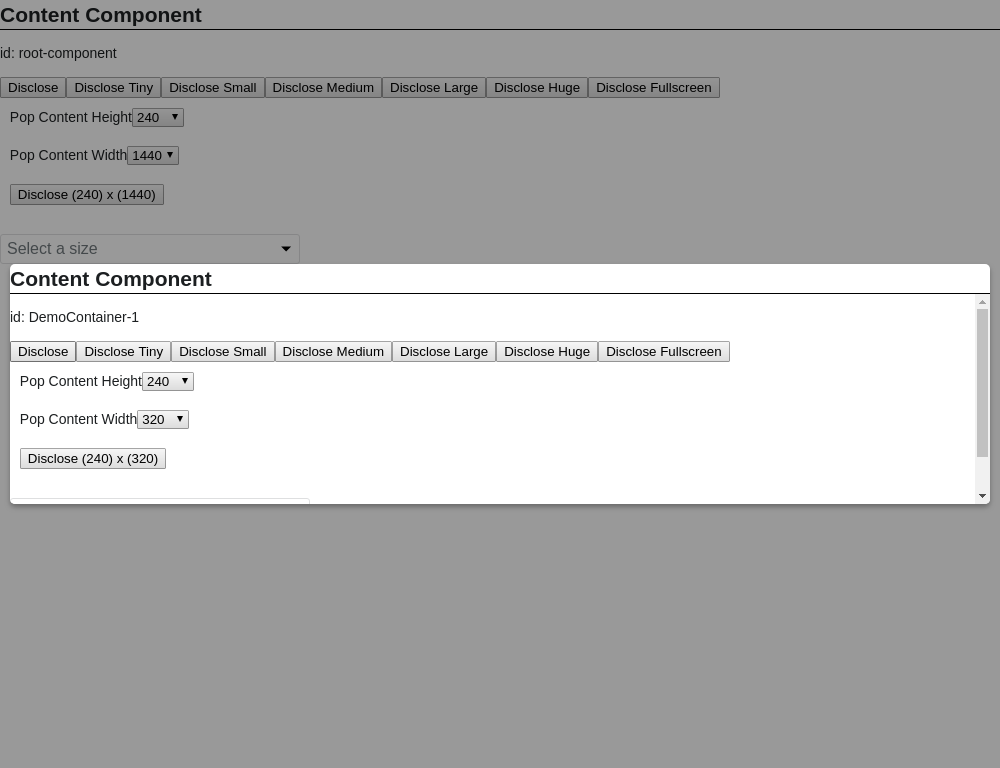 Content Component
id: root-component
Disclose Disclose Tiny Disclose Small Disclose Medium Disclose Large Disclose Huge Disclose Fullscreen
Pop Content Height 240
Pop Content Width 1440
Disclose (240) x (1440)
Select a size
Content Component
id: DemoContainer-1
Disclose Disclose Tiny Disclose Small Disclose Medium Disclose Large Disclose Huge Disclose Fullscreen
Pop Content Height 240
Pop Content Width 320
Disclose (240) x (320)